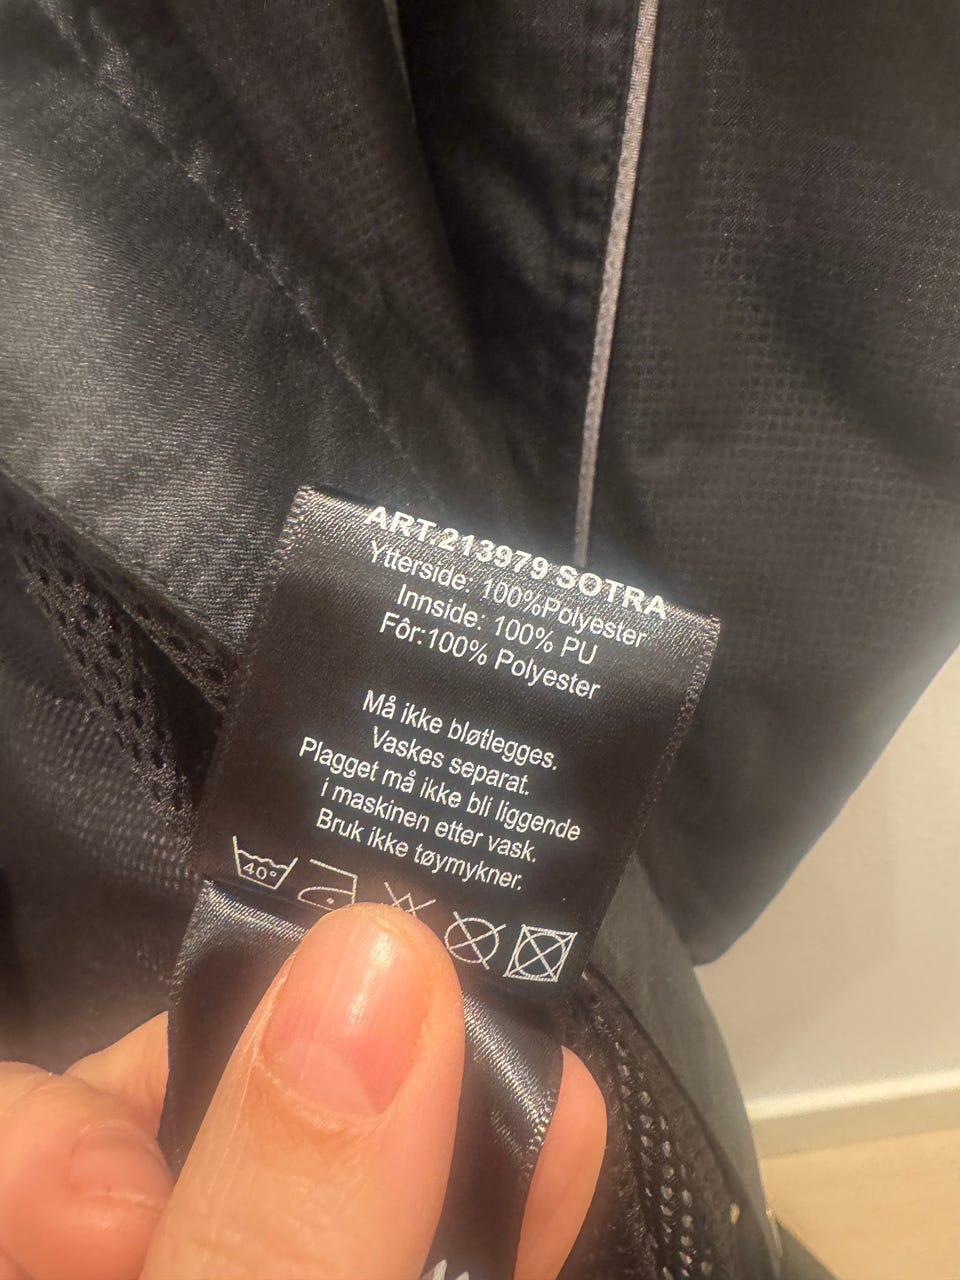 ART.213979 SOTRA
Ytterside: 100%Polyester
Innside: 100% PU
Fôr:100% Polyester
Må ikke bløtlegges.
Vaskes separat.
Plagget må ikke bli liggende
i maskinen etter vask.
Bruk ikke tøymykner.
40°